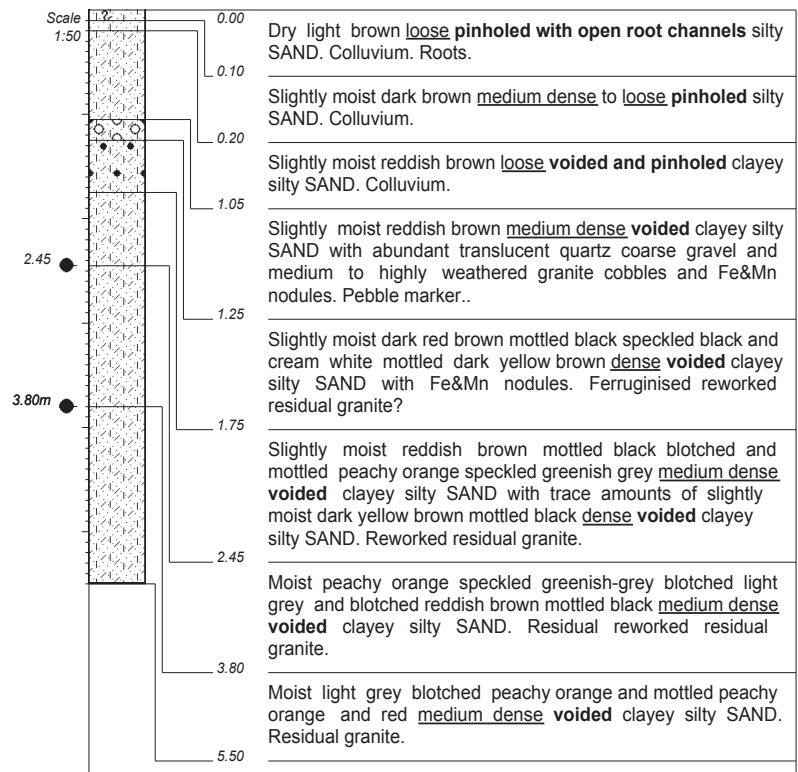 Scale
1:50
?
0.00
Dry light brown loose pinholed with open root channels silty
SAND. Colluvium. Roots.
0.10
Slightly moist dark brown medium dense to loose pinholed silty
SAND. Colluvium.
0.20
Slightly moist reddish brown loose voided and pinholed clayey
silty SAND. Colluvium.
1.05
Slightly moist reddish brown medium dense voided clayey silty
SAND with abundant translucent quartz coarse gravel and
medium to highly weathered granite cobbles and Fe&Mn
nodules. Pebble marker..
2.45
1.25
Slightly moist dark red brown mottled black speckled black and
cream white mottled dark yellow brown dense voided clayey
silty SAND with Fe&Mn nodules. Ferruginised reworked
residual granite?
3.80m
1.75
Slightly moist reddish brown mottled black blotched and
mottled peachy orange speckled greenish grey medium dense
voided clayey silty SAND with trace amounts of slightly
moist dark yellow brown mottled black dense voided clayey
silty SAND. Reworked residual granite.
2.45
Moist peachy orange speckled greenish-grey blotched light
grey and blotched reddish brown mottled black medium dense
voided clayey silty SAND. Residual reworked residual
granite.
3.80
Moist light grey blotched peachy orange and mottled peachy
orange and red medium dense voided clayey silty SAND.
Residual granite.
5.50